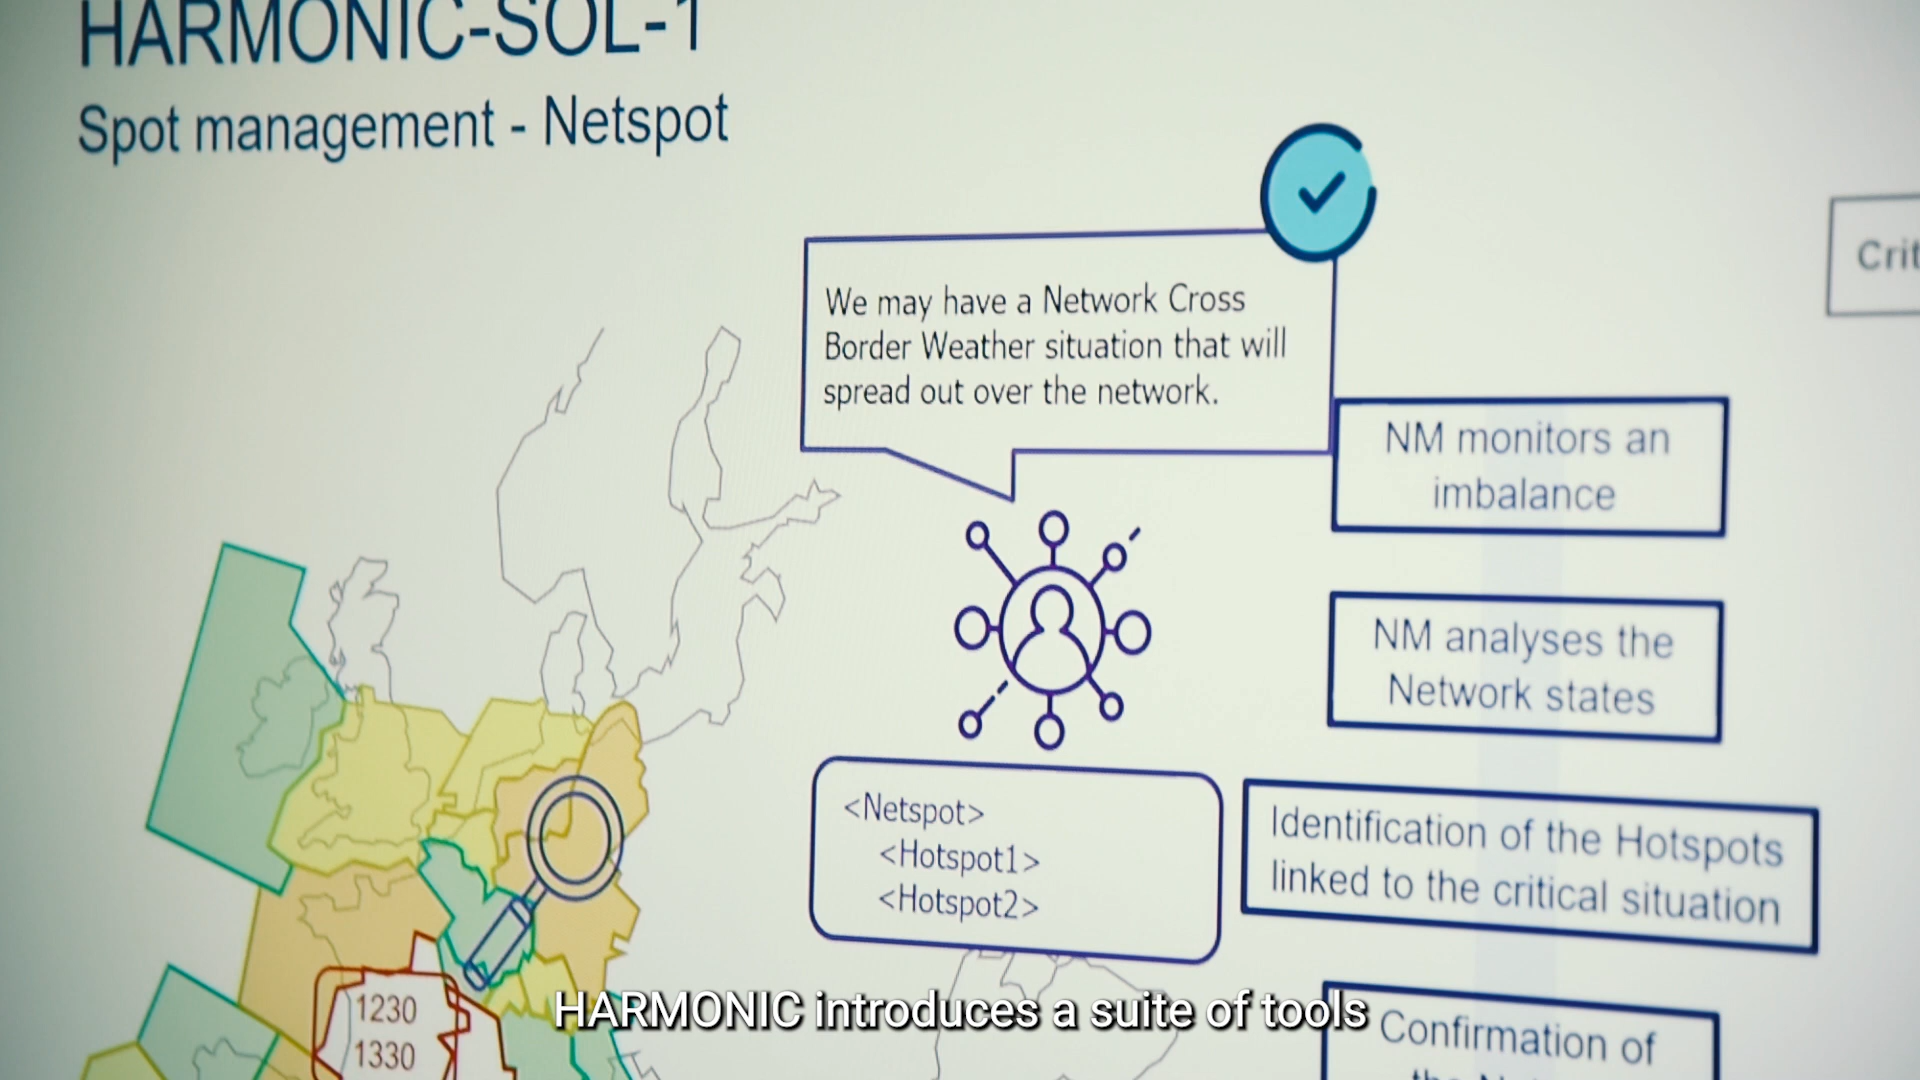 HARMONIC-SOL-1
Spot management - Netspot
We may have a Network Cross
Border Weather situation that will
spread out over the network.
NM monitors an
imbalance
NM analyses the
Network states
<Netspot>
<Hotspot1>
<Hotspot2>
Identification of the Hotspots
linked to the critical situation
Confirmation of
1230
1330
HARMONIC introduces a suite of tools